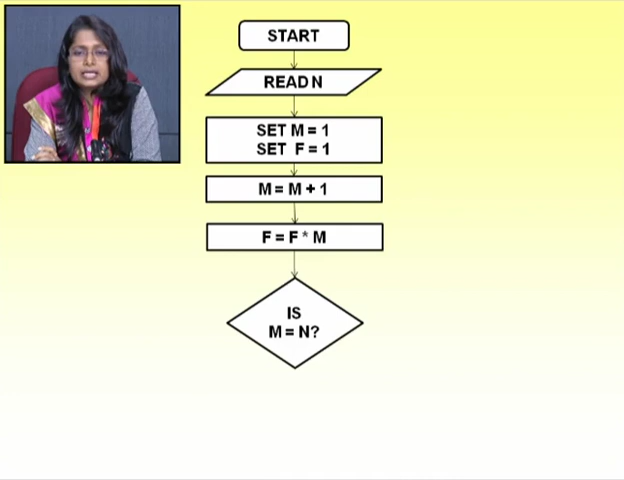 START
READ N
SET M = 1
SET F = 1
M = M + 1
F = F * M
IS
M = N?